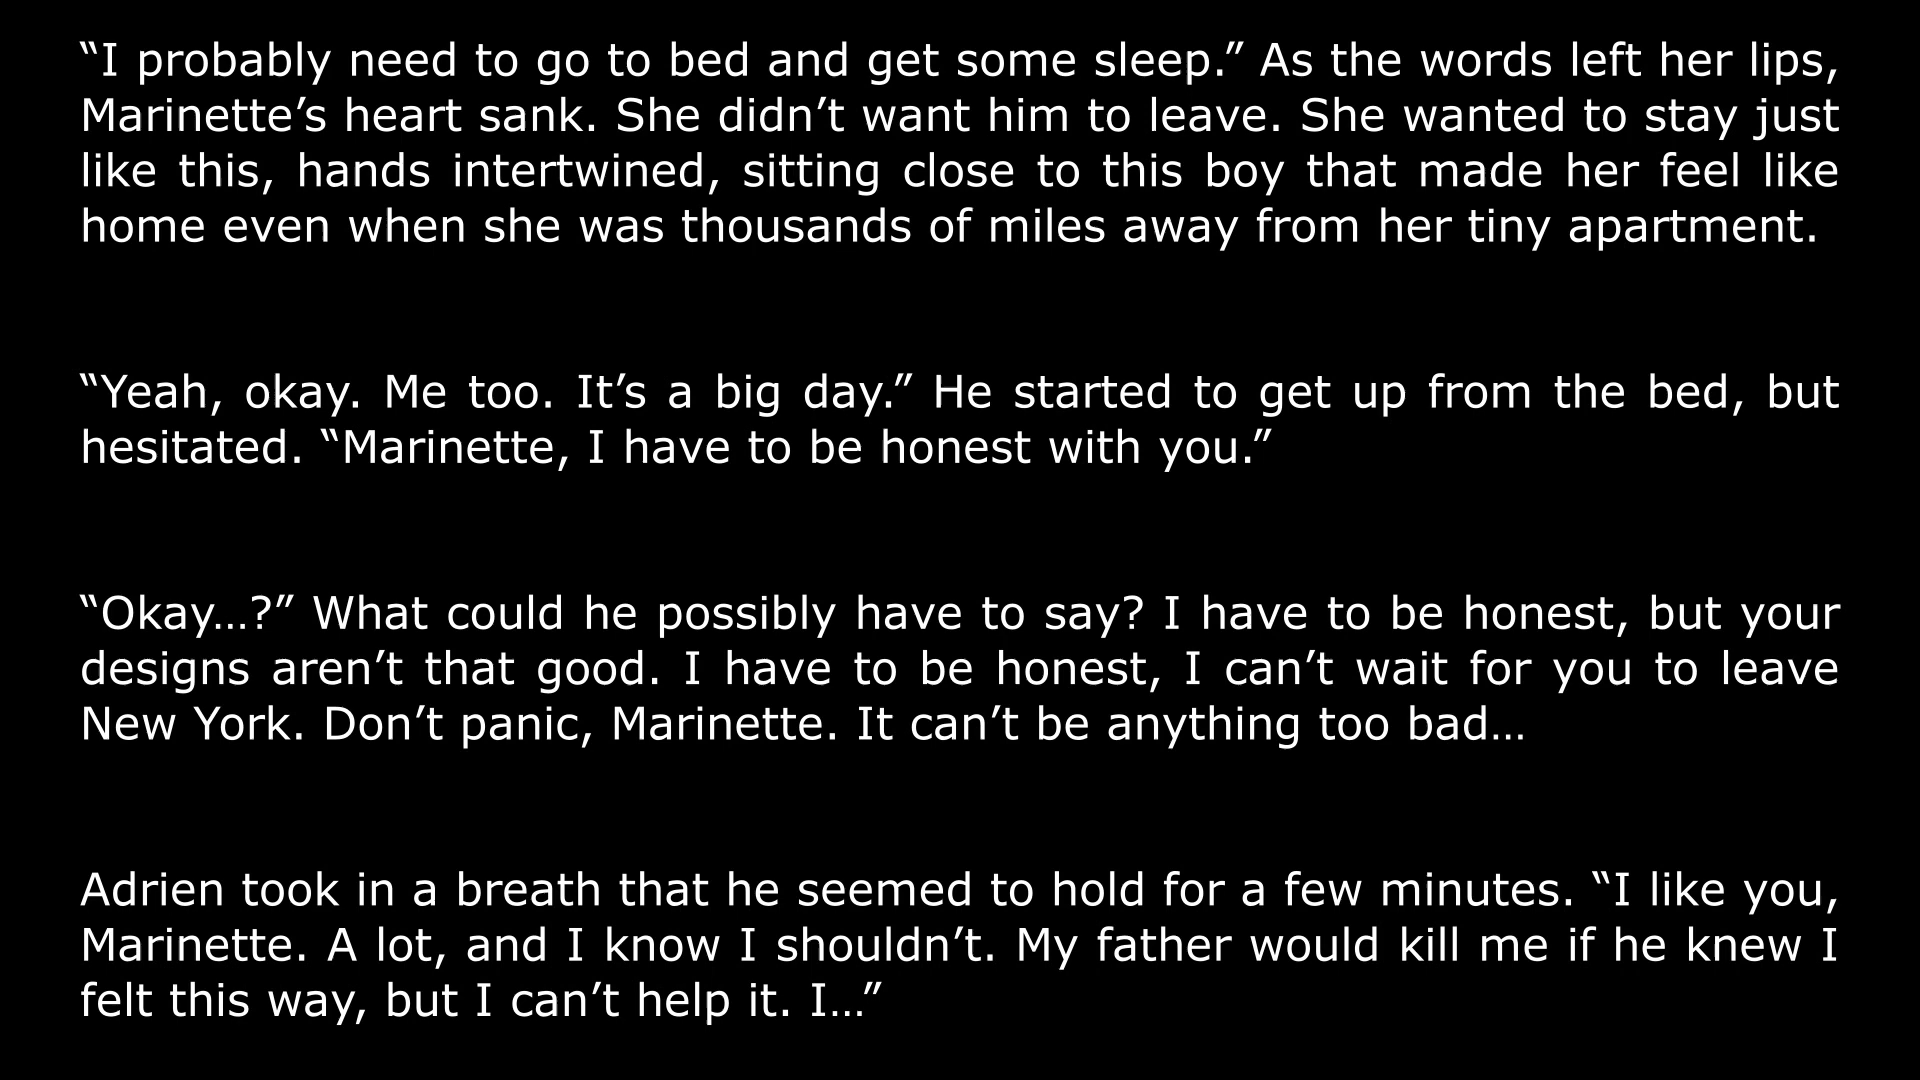 “I probably need to go to bed and get some sleep.” As the words left her lips,
Marinette’s heart sank. She didn’t want him to leave. She wanted to stay just
like this, hands intertwined, sitting close to this boy that made her feel like
home even when she was thousands of miles away from her tiny apartment.
“Yeah, okay. Me too. It’s a big day.” He started to get up from the bed, but
hesitated. “Marinette, I have to be honest with you.”
“Okay…?” What could he possibly have to say? I have to be honest, but your
designs aren’t that good. I have to be honest, I can’t wait for you to leave
New York. Don’t panic, Marinette. It can’t be anything too bad…
Adrien took in a breath that he seemed to hold for a few minutes. “I like you,
Marinette. A lot, and I know I shouldn’t. My father would kill me if he knew I
felt this way, but I can’t help it. I…”